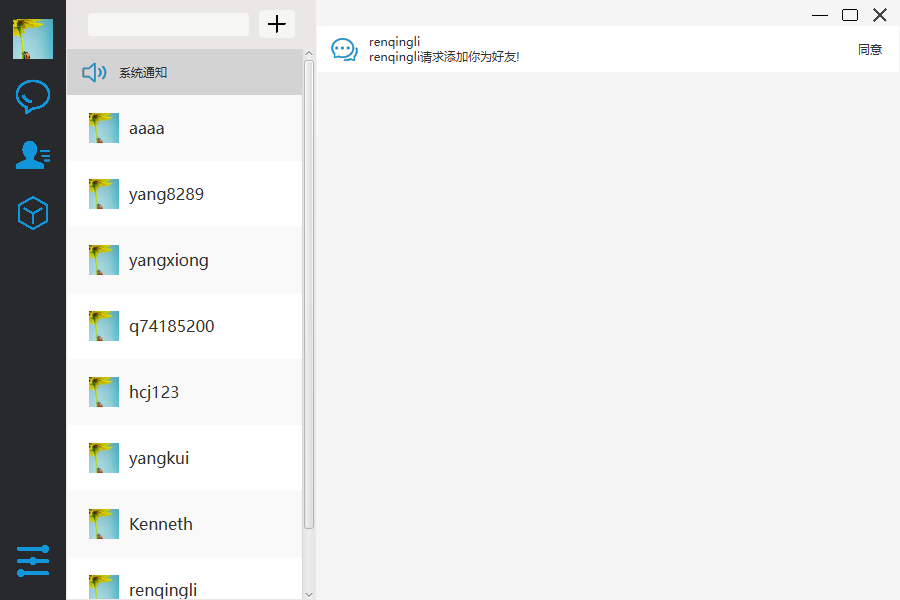 系统通知
aaaa
yang8289
yangxiong
q74185200
hcj123
yangkui
Kenneth
renqingli
renqingli
renqingli请求添加你为好友!
同意